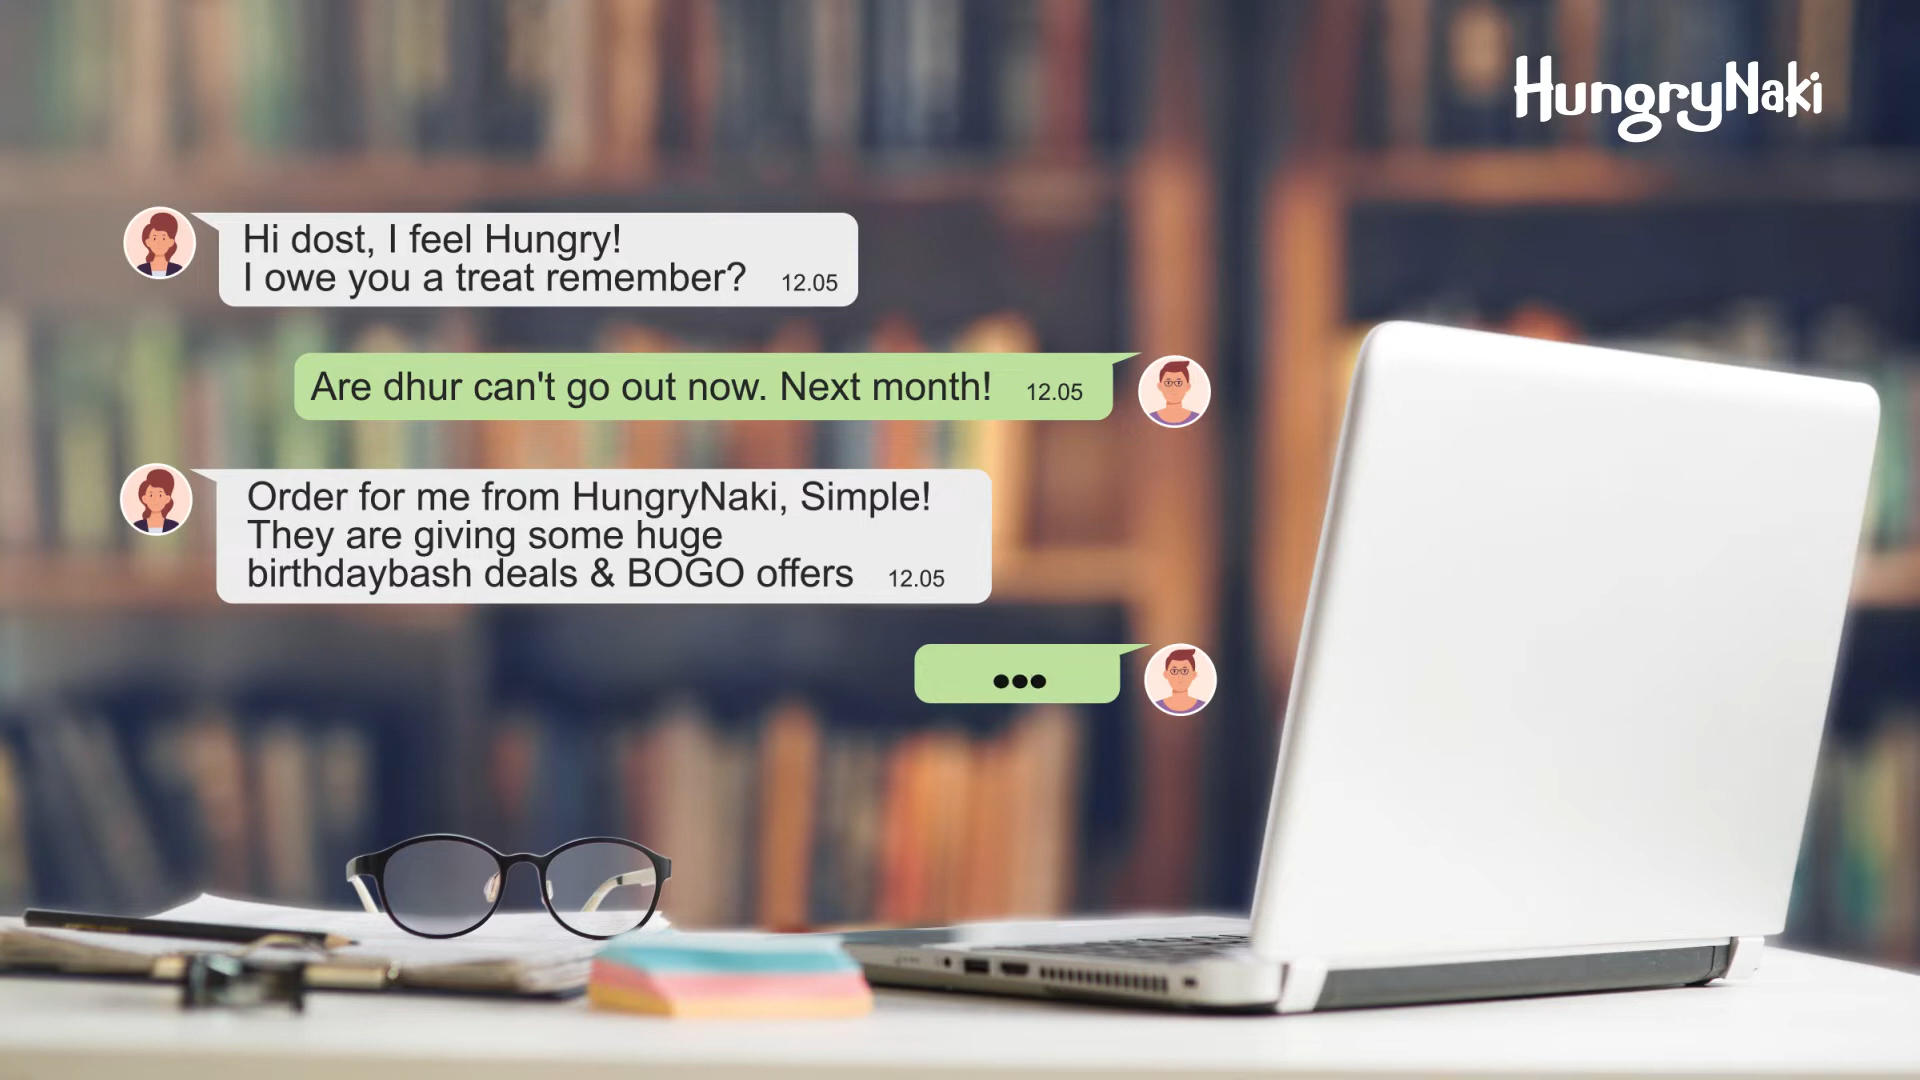 HungryNaki
Hi dost, I feel Hungry!
I owe you a treat remember? 12.05
Are dhur can't go out now. Next month! 12.05
Order for me from HungryNaki, Simple!
They are giving some huge
birthdaybash deals & BOGO offers 12.05